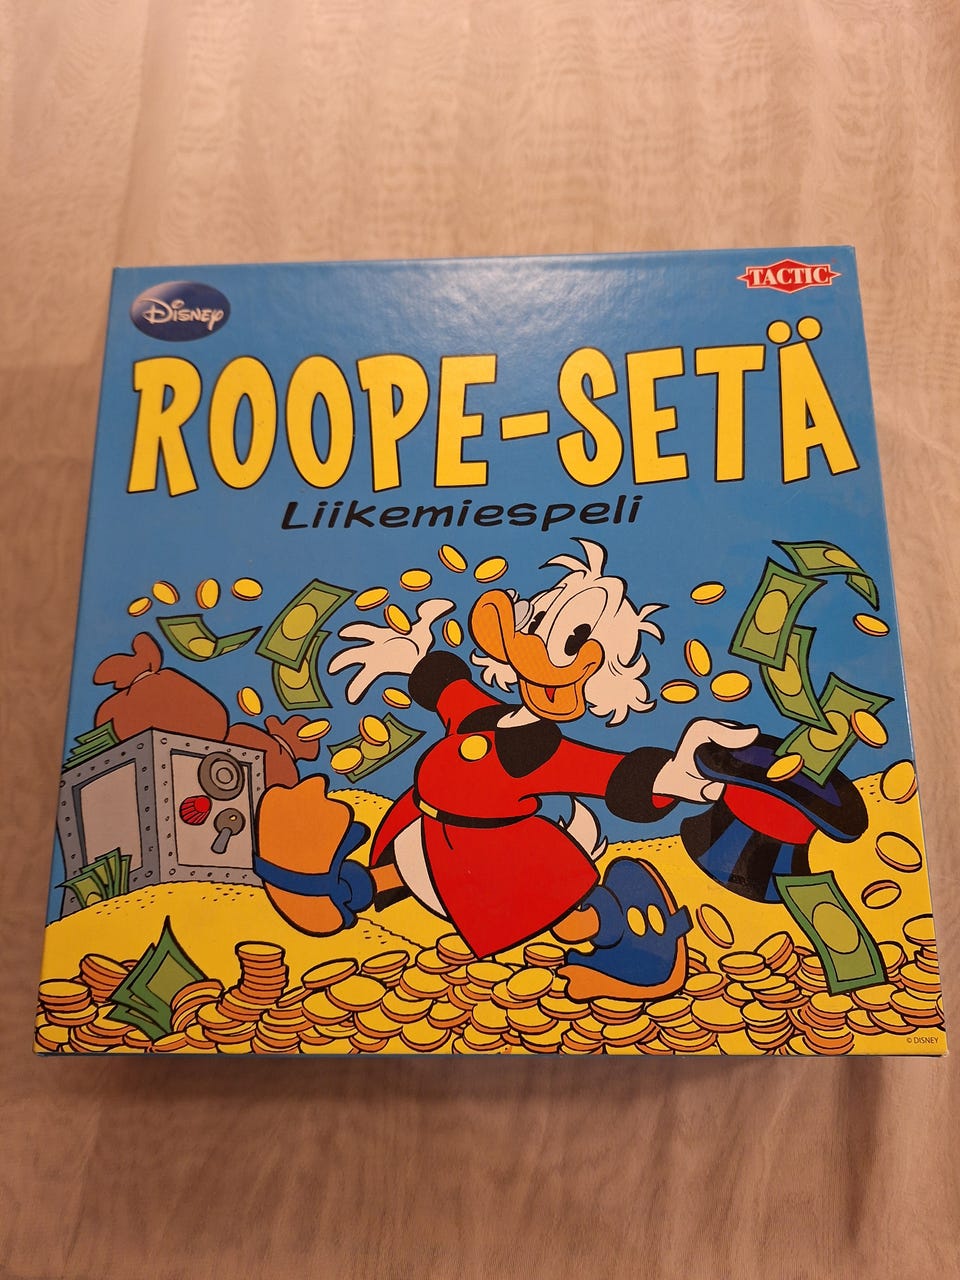 Disney
TACTIC
ROOPE-SETÄ
Liikemiespeli
© DISNEY